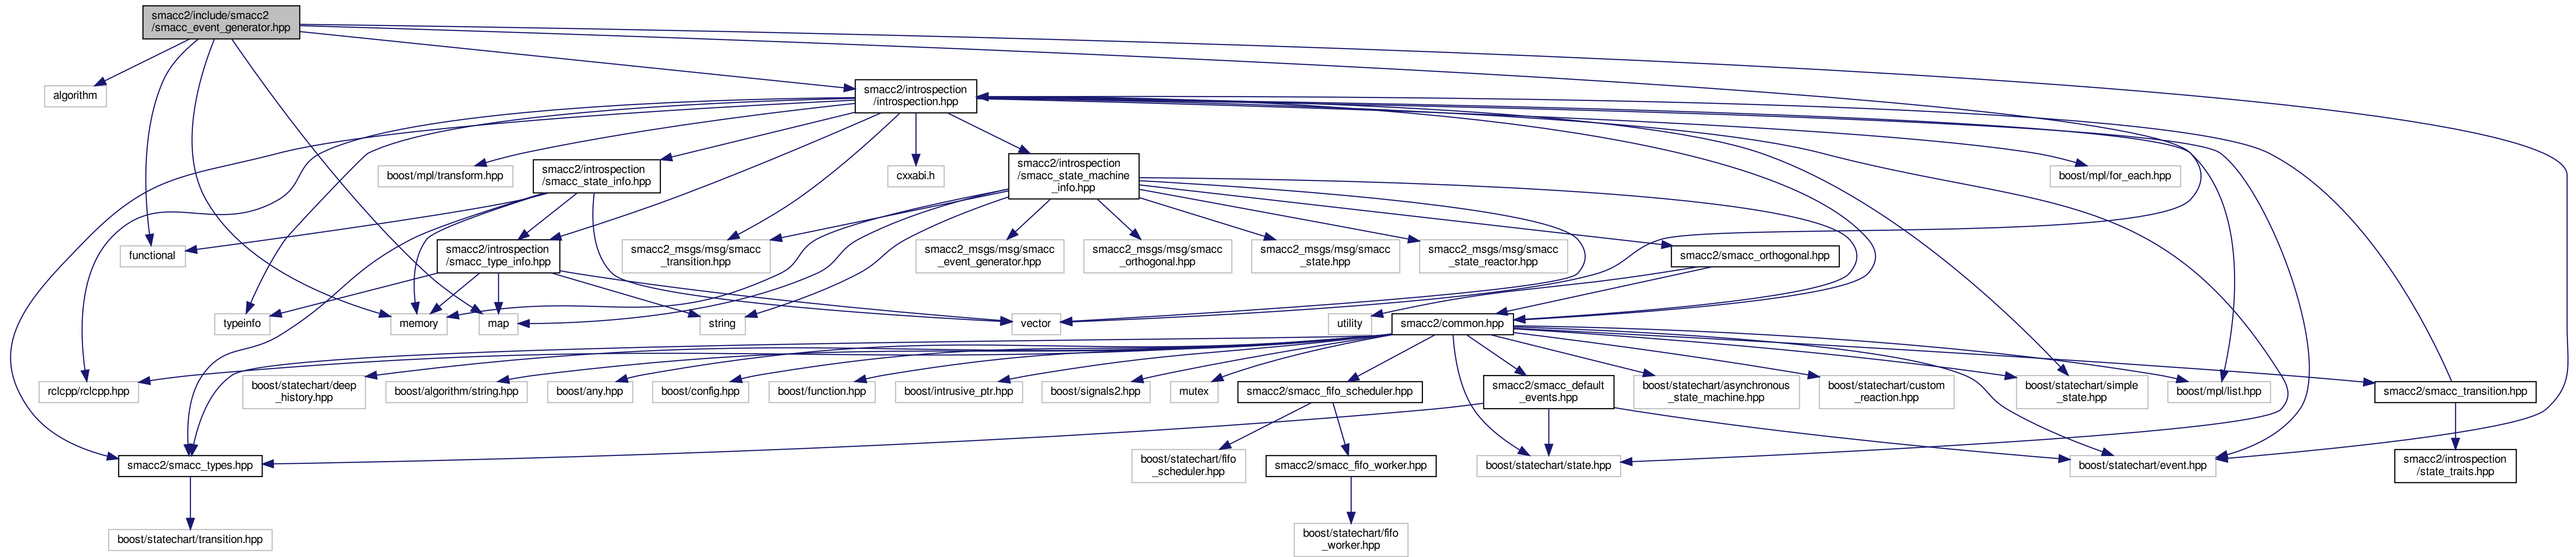 smacc2/include/smacc2
/smacc_event_generator.hpp
algorithm
smacc2/introspection
/introspection.hpp
boost/mpl/transform.hpp
smacc2/introspection
/smacc_state_info.hpp
cxxabi.h
smacc2/introspection
/smacc_state_machine
_info.hpp
boost/mpl/for_each.hpp
functional
smacc2/introspection
/smacc_type_info.hpp
smacc2_msgs/msg/smacc
_transition.hpp
smacc2_msgs/msg/smacc
_event_generator.hpp
smacc2_msgs/msg/smacc
_orthogonal.hpp
smacc2_msgs/msg/smacc
_state.hpp
smacc2_msgs/msg/smacc
_state_reactor.hpp
smacc2/smacc_orthogonal.hpp
typeinfo
memory
map
string
vector
utility
smacc2/common.hpp
rclcpp/rclcpp.hpp
boost/statechart/deep
_history.hpp
boost/algorithm/string.hpp
boost/any.hpp
boost/config.hpp
boost/function.hpp
boost/intrusive_ptr.hpp
boost/signals2.hpp
mutex
smacc2/smacc_fifo_scheduler.hpp
smacc2/smacc_default
_events.hpp
boost/statechart/asynchronous
_state_machine.hpp
boost/statechart/custom
_reaction.hpp
boost/statechart/simple
_state.hpp
boost/mpl/list.hpp
smacc2/smacc_transition.hpp
smacc2/smacc_types.hpp
boost/statechart/fifo
_scheduler.hpp
smacc2/smacc_fifo_worker.hpp
boost/statechart/state.hpp
boost/statechart/event.hpp
smacc2/introspection
/state_traits.hpp
boost/statechart/transition.hpp
boost/statechart/fifo
_worker.hpp